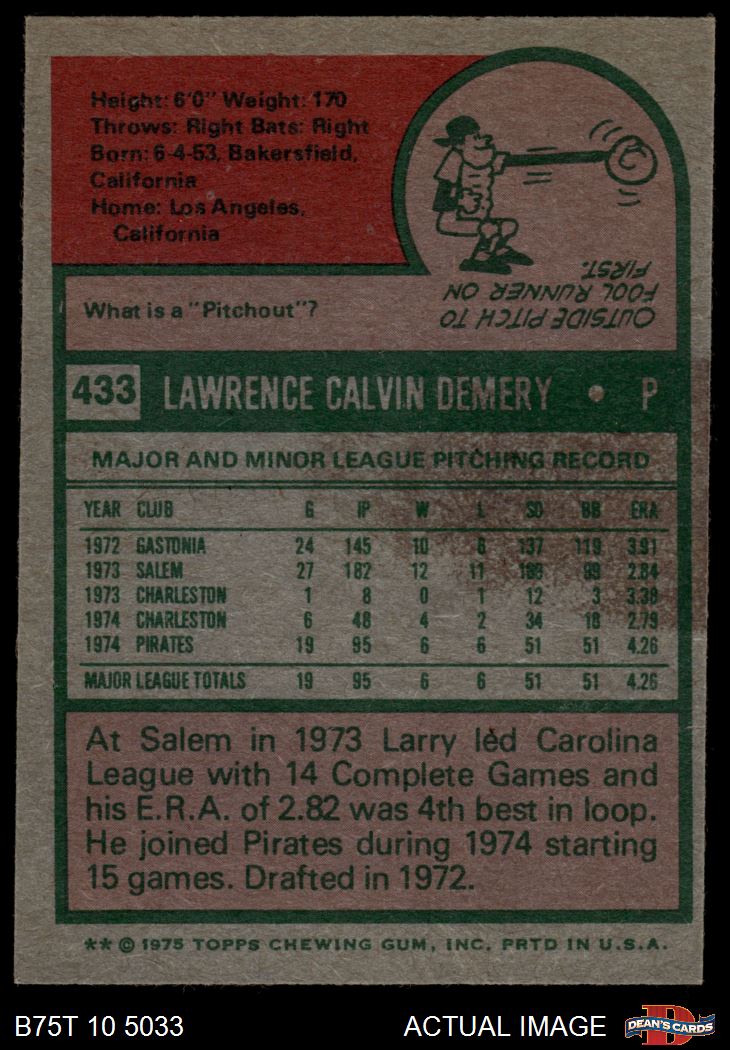 Height: 6'0" Weight: 170
Throws: Right Bats: Right
Born: 6-4-53, Bakersfield,
California
Home: Los Angeles,
California
What is a "Pitchout"?
OUTSIDE PITCH TO
FOOL RUNNER ON
FIRST.
433 LAWRENCE CALVIN DEMERY • P
MAJOR AND MINOR LEAGUE PITCHING RECORD
YEAR CLUB G IP W L SO BB ERA
1972 GASTONIA 24 145 10 6 137 119 3.91
1973 SALEM 27 182 12 11 99 2.84
1973 CHARLESTON 1 8 0 1 12 3 3.38
1974 CHARLESTON 6 48 4 2 34 18 2.79
1974 PIRATES 19 95 6 6 51 51 4.26
MAJOR LEAGUE TOTALS 19 95 6 6 51 51 4.26
At Salem in 1973 Larry led Carolina
League with 14 Complete Games and
his E.R.A. of 2.82 was 4th best in loop.
He joined Pirates during 1974 starting
15 games. Drafted in 1972.
** © 1975 TOPPS CHEWING GUM, INC. PRTD IN U.S.A.
B75T 10 5033 ACTUAL IMAGE
D
DEAN'S CARDS